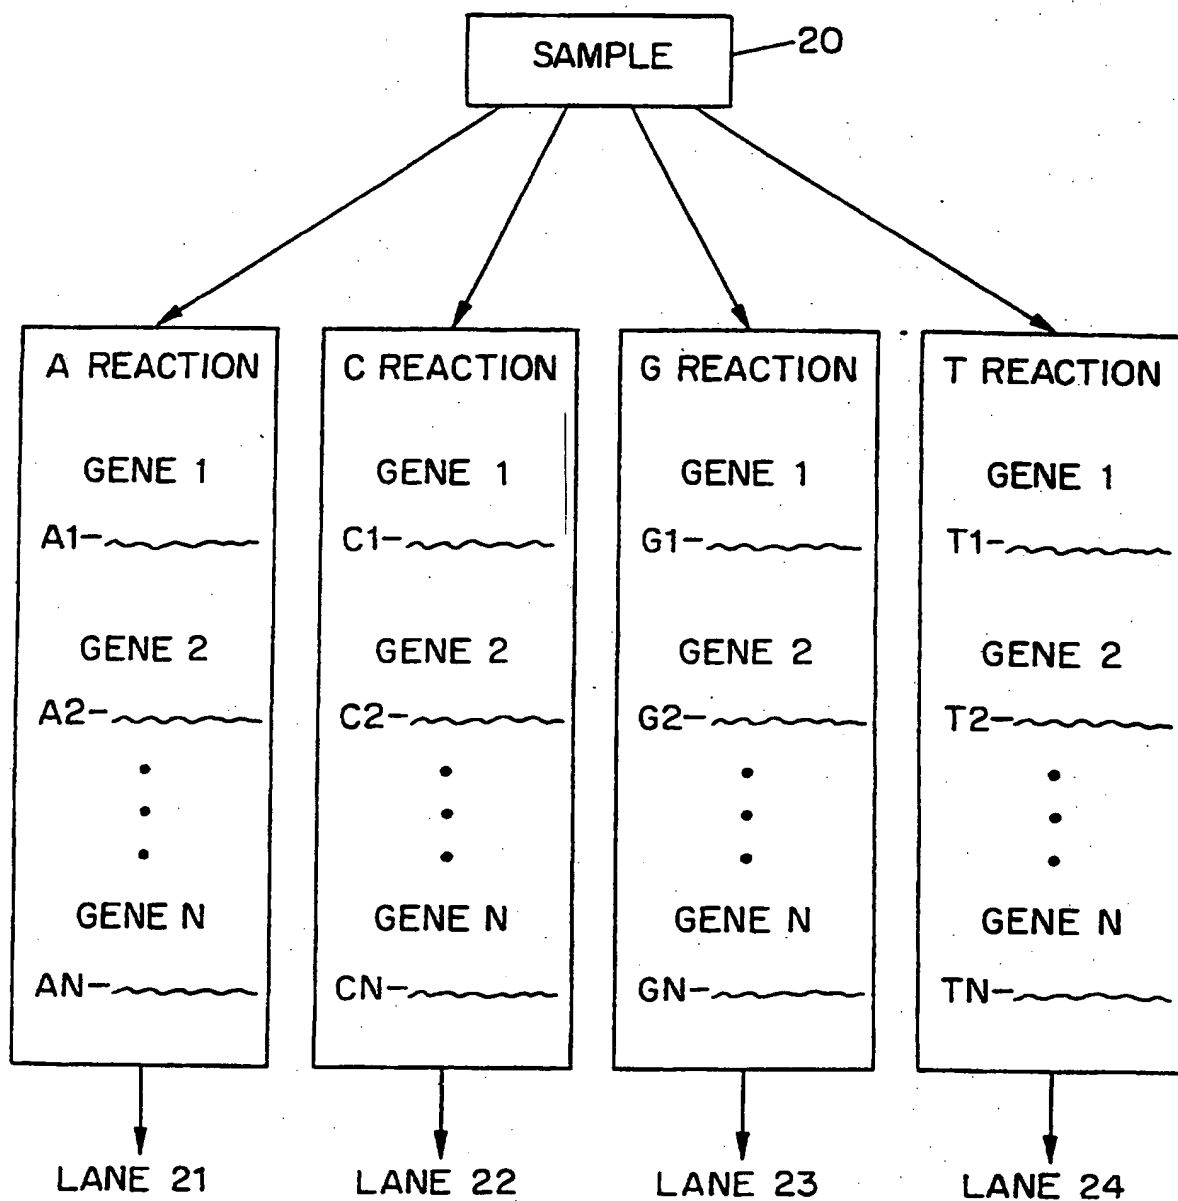 SAMPLE
20
A REACTION
GENE 1
A1-
GENE 2
A2-
GENE N
AN-
LANE 21
C REACTION
GENE 1
C1-
GENE 2
C2-
GENE N
CN-
LANE 22
G REACTION
GENE 1
G1-
GENE 2
G2-
GENE N
GN-
LANE 23
T REACTION
GENE 1
T1-
GENE 2
T2-
GENE N
TN-
LANE 24